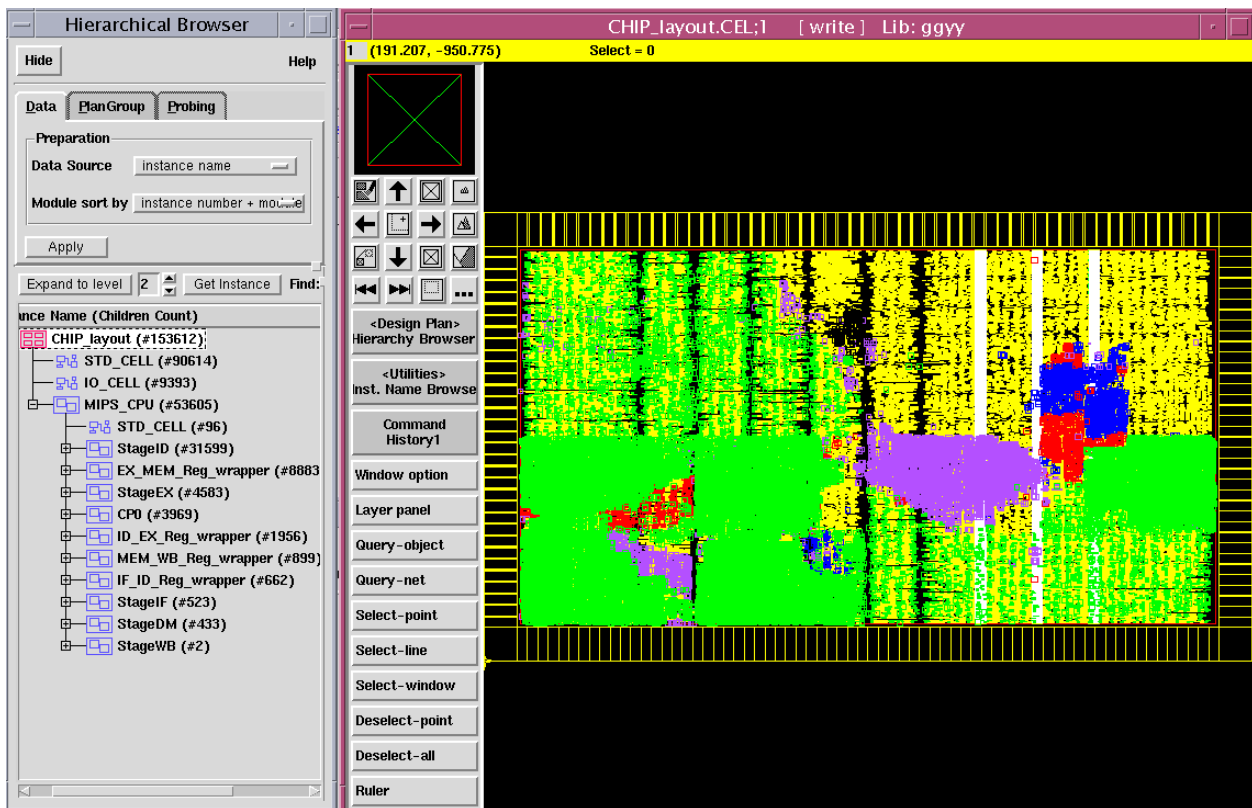 Hierarchical Browser
Hide
Help
Data
PlanGroup
Probing
Preparation
Data Source
instance name
Module sort by
instance number + module
Apply
Expand to level
2
Get Instance
Find:
nce Name (Children Count)
CHIP_layout (#153612)
STD_CELL (#90614)
IO_CELL (#9393)
MIPS_CPU (#53605)
STD_CELL (#96)
StageID (#31599)
EX_MEM_Reg_wrapper (#8883
StageEX (#4583)
CP0 (#3969)
ID_EX_Reg_wrapper (#1956)
MEM_WB_Reg_wrapper (#899)
IF_ID_Reg_wrapper (#662)
StageIF (#523)
StageDM (#433)
StageWB (#2)
CHIP_layout.CEL;1 [ write ] Lib: ggyy
1 (191.207, -950.775) Select = 0
<Design Plan>
Hierarchy Browser
<Utilities>
Inst. Name Browse
Command
History1
Window option
Layer panel
Query-object
Query-net
Select-point
Select-line
Select-window
Deselect-point
Deselect-all
Ruler